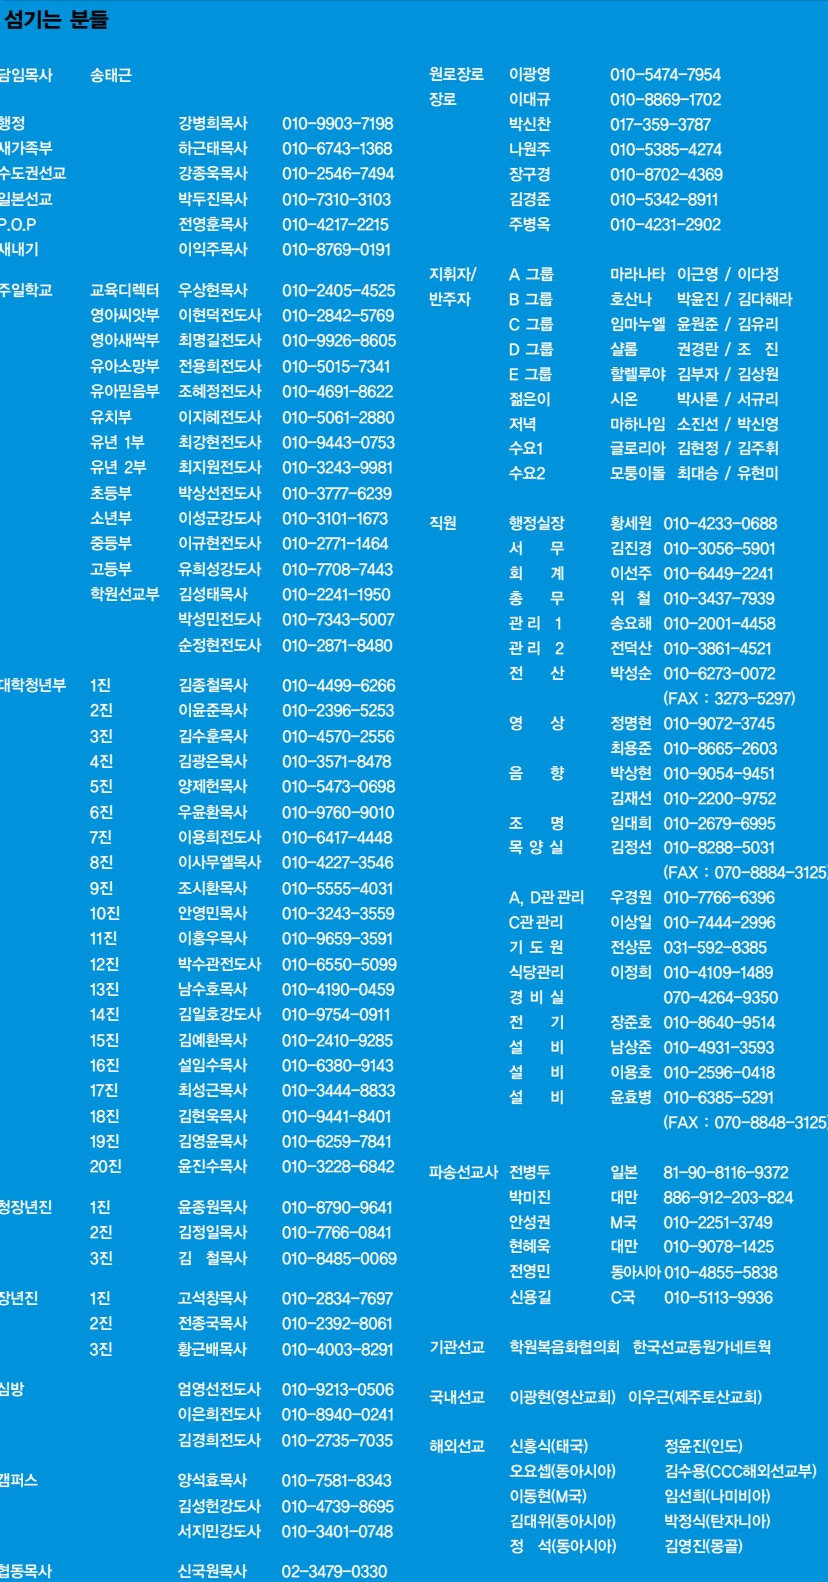 섬기는 분들
담임목사 송태근
행정 강병희목사 010-9903-7198
새가족부 하근태목사 010-6743-1368
수도권선교 강종욱목사 010-2546-7494
일본선교 박두진목사 010-7310-3103
P.O.P 전영훈목사 010-4217-2215
새내기 이익주목사 010-8769-0191
주일학교 교육디렉터 우상현목사 010-2405-4525
영아씨앗부 이현덕전도사 010-2842-5769
영아새싹부 최명길전도사 010-9926-8605
유아소망부 전용희전도사 010-5015-7341
유아믿음부 조혜정전도사 010-4691-8622
유치부 이지혜전도사 010-5061-2880
유년 1부 최강현전도사 010-9443-0753
유년 2부 최지원전도사 010-3243-9981
초등부 박상선전도사 010-3777-6239
소년부 이성군강도사 010-3101-1673
중등부 이규현전도사 010-2771-1464
고등부 유희성강도사 010-7708-7443
학원선교부 김성태목사 010-2241-1950
박성민전도사 010-7343-5007
순정현전도사 010-2871-8480
대학청년부 1진 김종철목사 010-4499-6266
2진 이윤준목사 010-2396-5253
3진 김수훈목사 010-4570-2556
4진 김광은목사 010-3571-8478
5진 양제헌목사 010-5473-0698
6진 우윤환목사 010-9760-9010
7진 이용희전도사 010-6417-4448
8진 이사무엘목사 010-4227-3546
9진 조시환목사 010-5555-4031
10진 안영민목사 010-3243-3559
11진 이홍우목사 010-9659-3591
12진 박수관전도사 010-6550-5099
13진 남수호목사 010-4190-0459
14진 김일호강도사 010-9754-0911
15진 김예환목사 010-2410-9285
16진 설임수목사 010-6380-9143
17진 최성근목사 010-3444-8833
18진 김현욱목사 010-9441-8401
19진 김영윤목사 010-6259-7841
20진 윤진수목사 010-3228-6842
청장년진 1진 윤종원목사 010-8790-9641
2진 김정일목사 010-7766-0841
3진 김 철목사 010-8485-0069
장년진 1진 고석창목사 010-2834-7697
2진 전종국목사 010-2392-8061
3진 황근배목사 010-4003-8291
심방 엄영선전도사 010-9213-0506
이은희전도사 010-8940-0241
김경희전도사 010-2735-7035
캠퍼스 양석효목사 010-7581-8343
김성헌강도사 010-4739-8695
서지민강도사 010-3401-0748
협동목사 신국원목사 02-3479-0330
원로장로 이광영 010-5474-7954
장로 이대규 010-8869-1702
박신찬 017-359-3787
나원주 010-5385-4274
장구경 010-8702-4369
김경준 010-5342-8911
주병옥 010-4231-2902
지휘자/ A 그룹 마라나타 이근영 / 이다정
반주자 B 그룹 호산나 박윤진 / 김다해라
C 그룹 임마누엘 윤원준 / 김유리
D 그룹 샬롬 권경란 / 조 진
E 그룹 할렐루야 김부자 / 김상원
젊은이 시온 박사론 / 서규리
저녁 마하나임 소진선 / 박신영
수요1 글로리아 김현정 / 김주휘
수요2 모퉁이돌 최대승 / 유현미
직원 행정실장 황세원 010-4233-0688
서 무 김진경 010-3056-5901
회 계 이선주 010-6449-2241
총 무 위 철 010-3437-7939
관 리 1 송요해 010-2001-4458
관 리 2 전덕산 010-3861-4521
전 산 박성순 010-6273-0072
(FAX : 3273-5297)
영 상 정명현 010-9072-3745
최용준 010-8665-2603
음 향 박상현 010-9054-9451
김재선 010-2200-9752
조 명 임대희 010-2679-6995
목 양 실 김정선 010-8288-5031
(FAX : 070-8884-3125)
A, D관 관리 우경원 010-7766-6396
C관 관리 이상일 010-7444-2996
기 도 원 전상문 031-592-8385
식당관리 이정희 010-4109-1489
경 비 실 070-4264-9350
전 기 장준호 010-8640-9514
설 비 남상준 010-4931-3593
설 비 이용호 010-2596-0418
설 비 윤효병 010-6385-5291
(FAX : 070-8848-3125)
파송선교사 전병두 일본 81-90-8116-9372
박미진 대만 886-912-203-824
안성권 M국 010-2251-3749
현혜욱 대만 010-9078-1425
전영민 동아시아 010-4855-5838
신용길 C국 010-5113-9936
기관선교 학원복음화협의회 한국선교동원가네트웍
국내선교 이광현(영산교회) 이우근(제주토산교회)
해외선교 신홍식(태국) 정윤진(인도)
오요셉(동아시아) 김수용(CCC해외선교부)
이동현(M국) 임선희(나미비아)
김대위(동아시아) 박정식(탄자니아)
정 석(동아시아) 김영진(몽골)